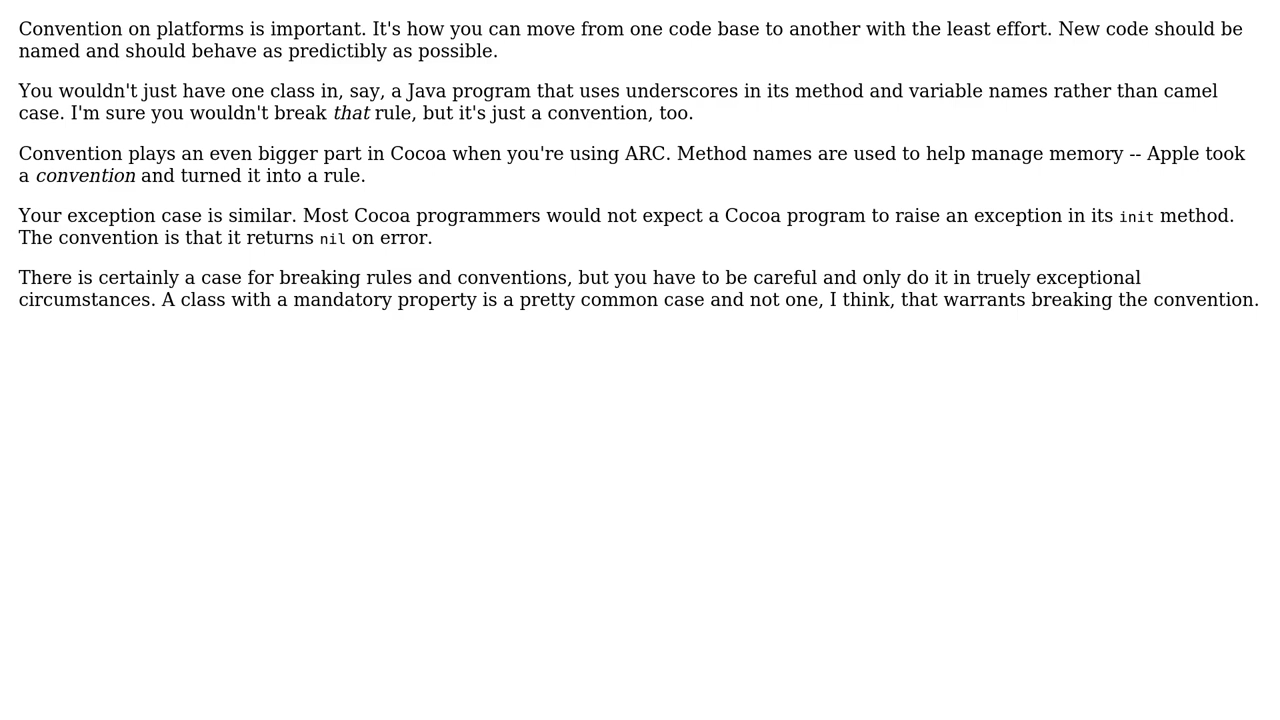 Convention on platforms is important. It's how you can move from one code base to another with the least effort. New code should be
named and should behave as predictibly as possible.
You wouldn't just have one class in, say, a Java program that uses underscores in its method and variable names rather than camel
case. I'm sure you wouldn't break that rule, but it's just a convention, too.
Convention plays an even bigger part in Cocoa when you're using ARC. Method names are used to help manage memory -- Apple took
a convention and turned it into a rule.
Your exception case is similar. Most Cocoa programmers would not expect a Cocoa program to raise an exception in its init method.
The convention is that it returns nil on error.
There is certainly a case for breaking rules and conventions, but you have to be careful and only do it in truely exceptional
circumstances. A class with a mandatory property is a pretty common case and not one, I think, that warrants breaking the convention.